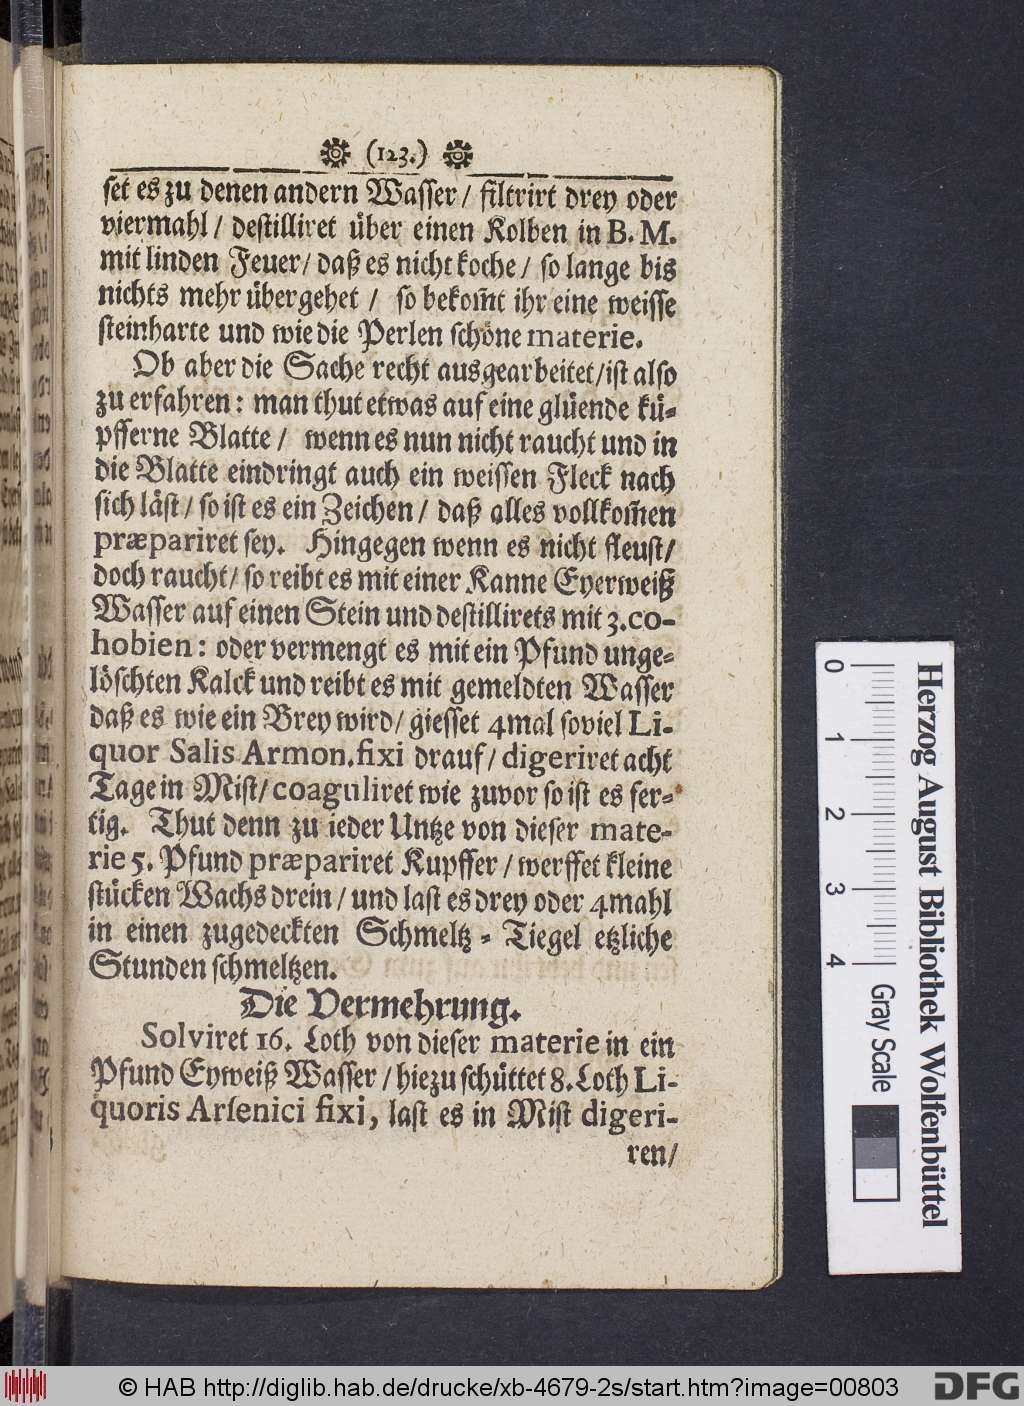 (123.)
set es zu denen andern Wasser / filtrirt drey oder
viermahl / destilliret über einen Kolben in B. M.
mit linden Feuer / daß es nicht koche / so lange bis
nichts mehr übergehet / so bekom̃t ihr eine weisse
steinharte und wie die Perlen schöne materie.
Ob aber die Sache recht ausgearbeitet / ist also
zu erfahren: man thut etwas auf eine glüende kü-
pfferne Blatte / wenn es nun nicht raucht und in
die Blatte eindringt auch ein weissen Fleck nach
sich läst / so ist es ein Zeichen / daß alles vollkom̃en
præpariret sey. Hingegen wenn es nicht fleust /
doch raucht / so reibt es mit einer Kanne Eyerweiß
Wasser auf einen Stein und destillirets mit 3. co-
hobien: oder vermengt es mit ein Pfund unge-
löschten Kalck und reibt es mit gemeldten Wasser
daß es wie ein Brey wird / giesset 4mal soviel Li-
quor Salis Armon. fixi drauf / digeriret acht
Tage in Mist / coaguliret wie zuvor so ist es fer-
tig. Thut denn zu ieder Untze von dieser mate-
rie 5. Pfund præpariret Kupffer / werffet kleine
stücken Wachs drein / und last es drey oder 4mahl
in einen zugedeckten Schmeltz-Tiegel etzliche
Stunden schmeltzen.
Die Vermehrung.
Solviret 16. Loth von dieser materie in ein
Pfund Eyweiß Wasser / hiezu schüttet 8. Loth Li-
quoris Arsenici fixi, last es in Mist digeri-
ren /
0 1 2 3 4
Herzog August Bibliothek Wolfenbüttel
Gray Scale
© HAB http://diglib.hab.de/drucke/xb-4679-2s/start.htm?image=00803
DFG